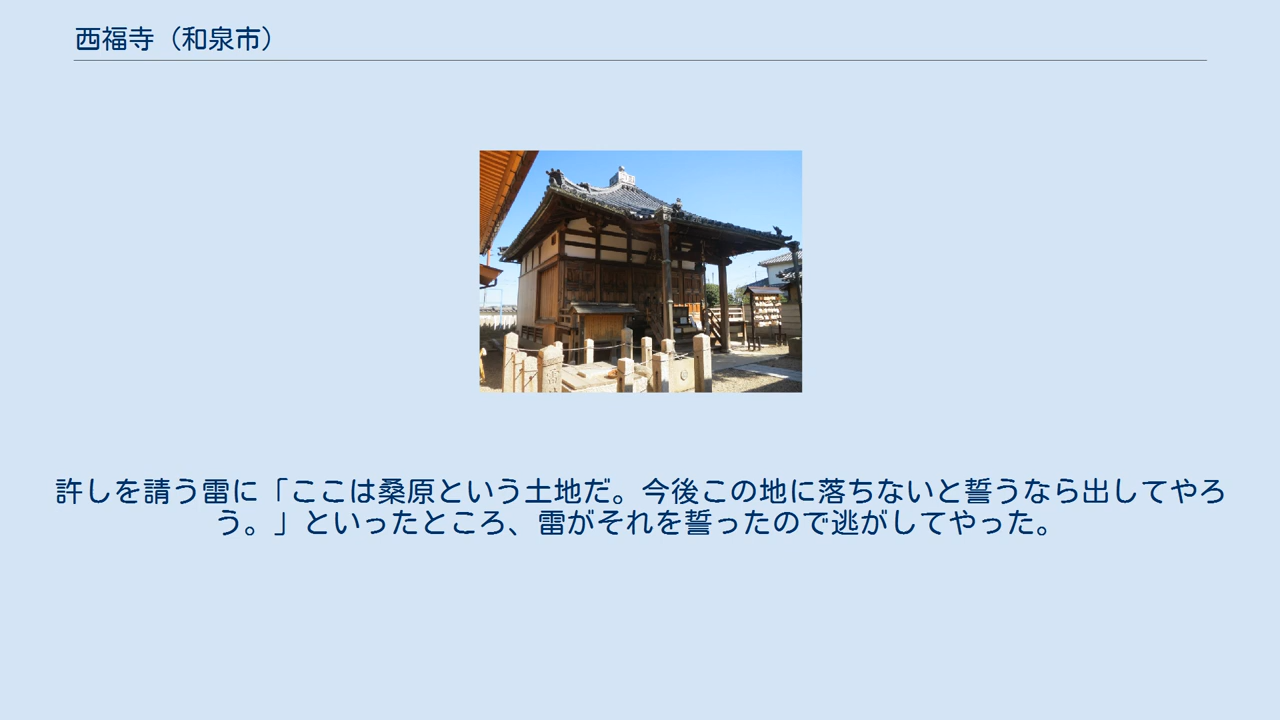 西福寺（和泉市）
許しを請う雷に「ここは桑原という土地だ。今後この地に落ちないと誓うなら出してやろ
う。」といったところ、雷がそれを誓ったので逃がしてやった。